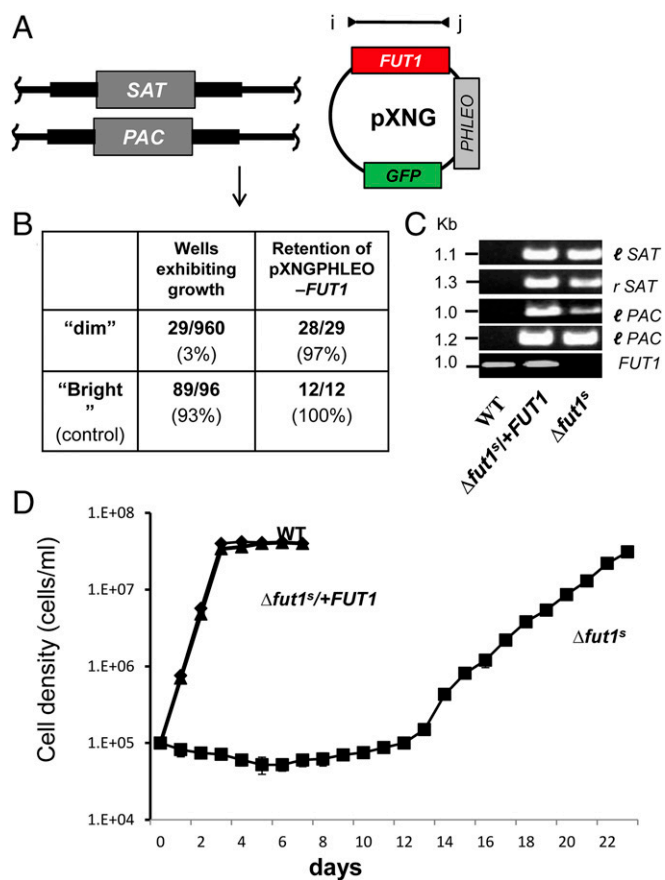 A
SAT
PAC
i
j
FUT1
pXNG
PHLEO
GFP
B
Wells exhibiting growth
Retention of pXNGPHLEO –FUT1
“dim”
29/960 (3%)
28/29 (97%)
“Bright ” (control)
89/96 (93%)
12/12 (100%)
C
Kb
1.1
ℓ SAT
1.3
r SAT
1.0
ℓ PAC
1.2
ℓ PAC
1.0
FUT1
WT
Δfut1ˢ/+FUT1
Δfut1ˢ
D
Cell density (cells/ml)
1.E+08
1.E+07
1.E+06
1.E+05
1.E+04
WT
Δfut1ˢ/+FUT1
Δfut1ˢ
0 2 4 6 8 10 12 14 16 18 20 22
days